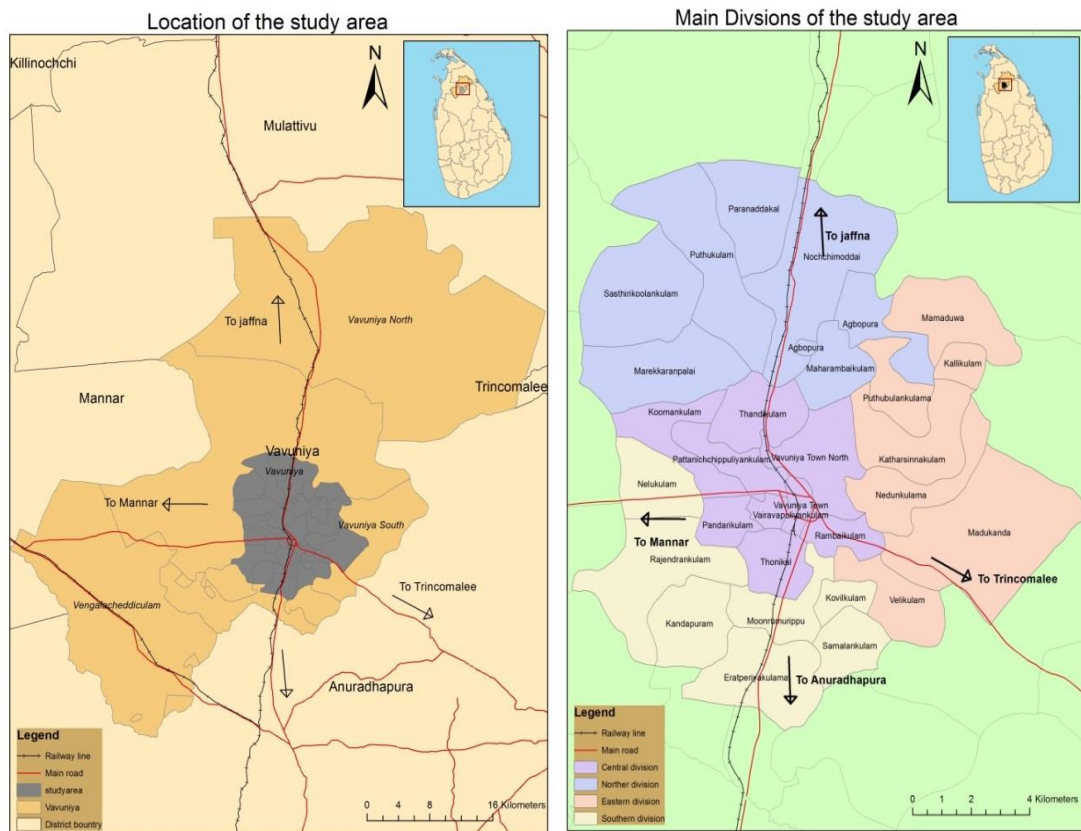 Location of the study area
Killinochchi
N
Mulattivu
To jaffna
Vavuniya North
Mannar
Trincomalee
Vavuniya
Vavuniya
To Mannar
Vavuniya South
To Trincomalee
Vengalacheddiculam
Anuradhapura
Legend
Railway line
Main road
studyarea
Vavuniya
District bountry
0 4 8 16 Kilometers
Main Divsions of the study area
N
Paranaddakal
To jaffna
Nochchimoddai
Puthukulam
Sasthirikoolankulam
Agbopura
Mamaduwa
Agbopura
Marekkaranpalai
Maharambaikulam
Kallikulam
Puthubulankulama
Koomankulam
Thandikulam
Pattanichchippuliyankulam
Vavuniya Town North
Katharsinnakulam
Nelukulam
Nedunkulama
Vavuniya Town
Vairavapuliyankulam
Pandarikulam
Rambaikulam
Madukanda
To Mannar
Thonikal
Rajendrankulam
To Trincomalee
Kovilkulam
Velikulam
Kandapuram
Moonrumurippu
Samalankulam
Eratperiyakulama
To Anuradhapura
Legend
Railway line
Main road
Central division
Norther division
Eastern division
Southern division
0 1 2 4 Kilometers